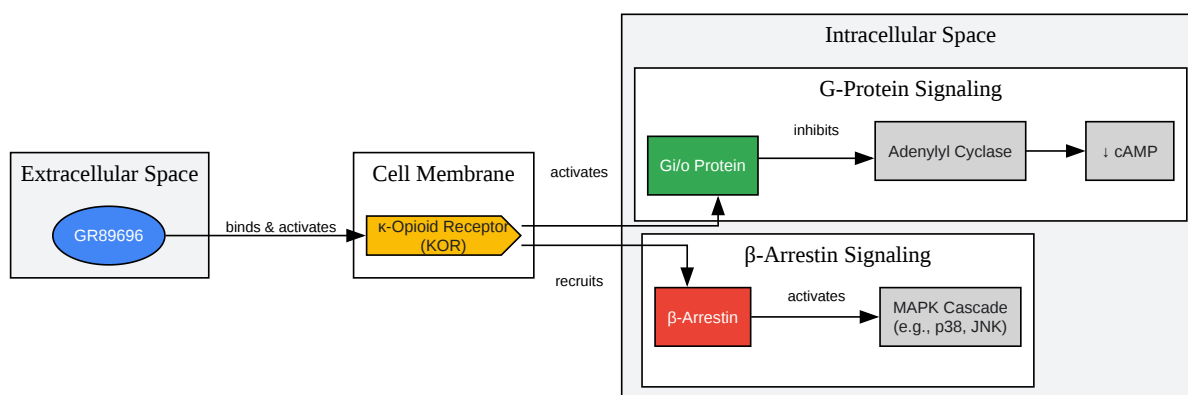 Intracellular Space
G-Protein Signaling
inhibits
Gi/o Protein
Adenylyl Cyclase
↓ cAMP
Extracellular Space
GR89696
binds & activates
Cell Membrane
κ-Opioid Receptor
(KOR)
activates
recruits
β-Arrestin Signaling
β-Arrestin
activates
MAPK Cascade
(e.g., p38, JNK)